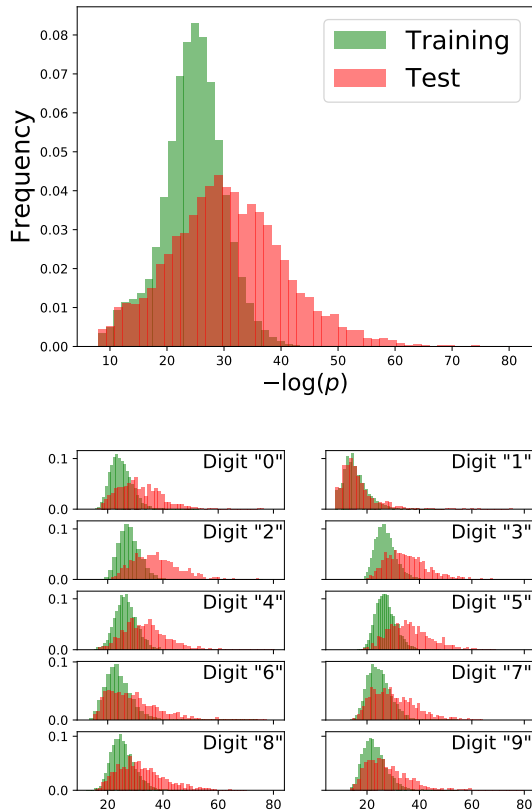 Training
Test
Frequency
0.08
0.07
0.06
0.05
0.04
0.03
0.02
0.01
0.00
10 20 30 40 50 60 70 80
−log(p)
0.1 Digit "0" Digit "1"
0.0
0.1 Digit "2" Digit "3"
0.0
0.1 Digit "4" Digit "5"
0.0
0.1 Digit "6" Digit "7"
0.0
0.1 Digit "8" Digit "9"
0.0
20 40 60 80 20 40 60 80